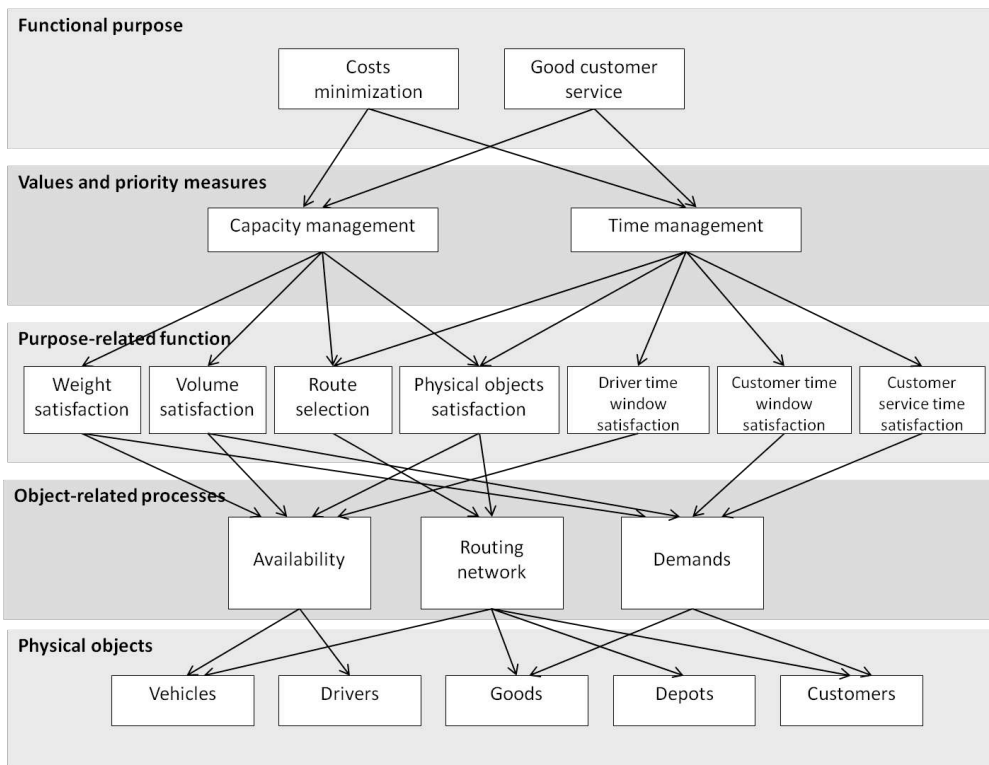 Functional purpose
Costs
minimization
Good customer
service
Values and priority measures
Capacity management
Time management
Purpose-related function
Weight
satisfaction
Volume
satisfaction
Route
selection
Physical objects
satisfaction
Driver time
window
satisfaction
Customer time
window
satisfaction
Customer
service time
satisfaction
Object-related processes
Availability
Routing
network
Demands
Physical objects
Vehicles
Drivers
Goods
Depots
Customers